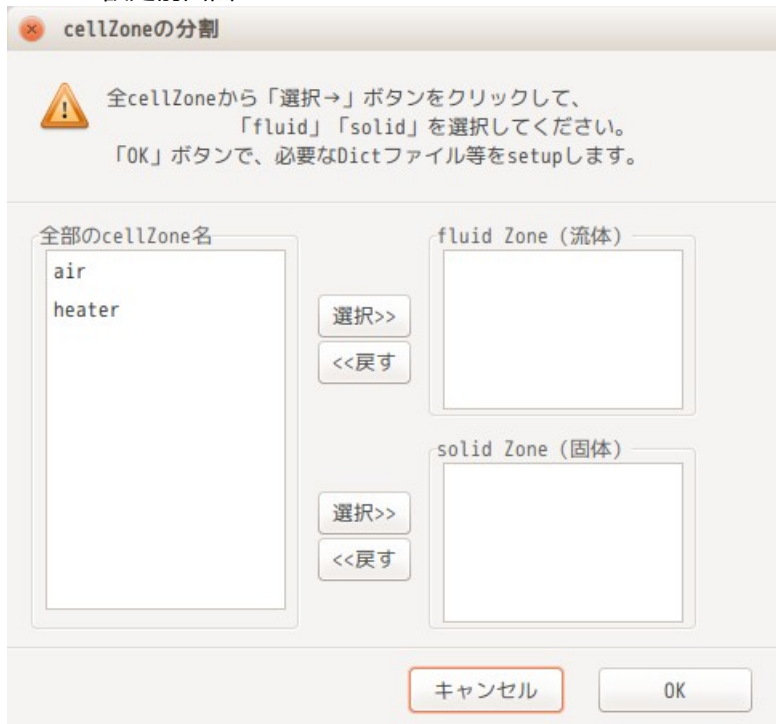 cellZoneの分割
全cellZoneから「選択→」ボタンをクリックして、
「fluid」「solid」を選択してください。
「OK」ボタンで、必要なDictファイル等をsetupします。
全部のcellZone名
air
heater
選択>>
<<戻す
fluid Zone (流体)
選択>>
<<戻す
solid Zone (固体)
キャンセル
OK